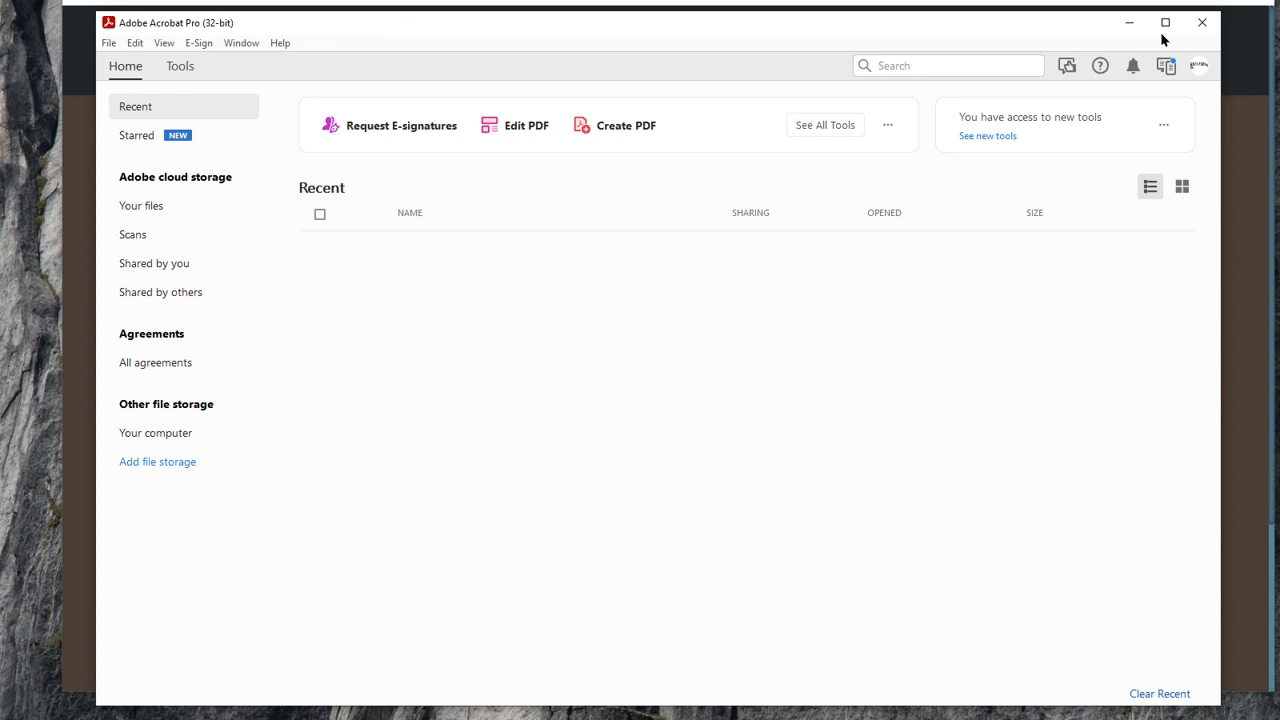 Adobe Acrobat Pro (32-bit)
File Edit View E-Sign Window Help
Home Tools
Search
Recent
Starred NEW
Adobe cloud storage
Your files
Scans
Shared by you
Shared by others
Agreements
All agreements
Other file storage
Your computer
Add file storage
Request E-signatures Edit PDF Create PDF See All Tools
You have access to new tools
See new tools
Recent
NAME SHARING OPENED SIZE
Clear Recent